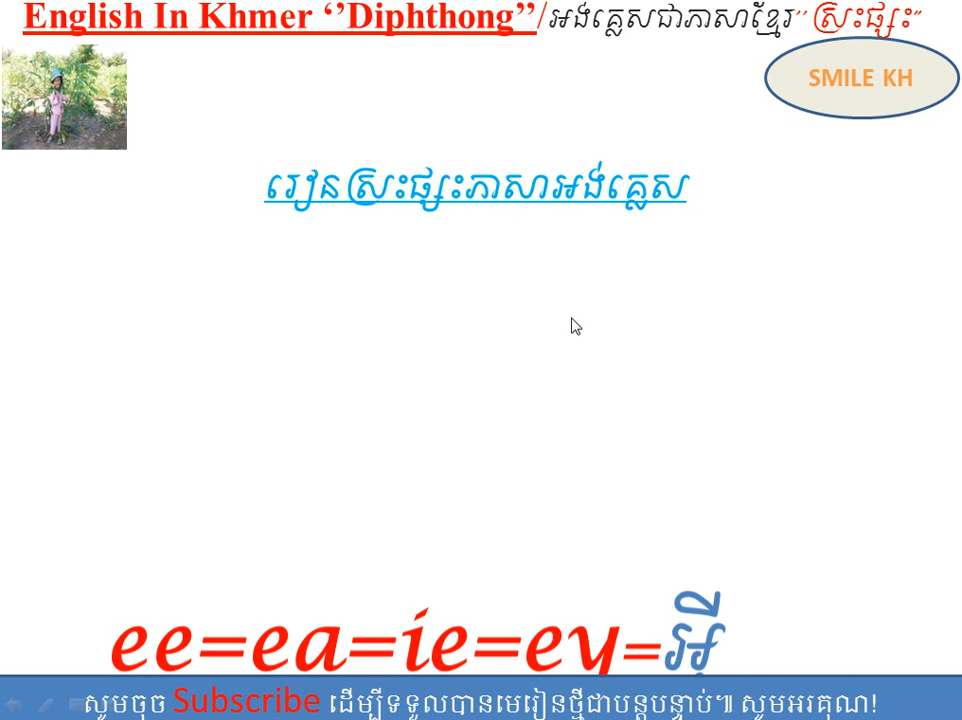 English In Khmer ‘’Diphthong’’/អង់គ្លេសជាភាសាខ្មែរ‘‘ ស្រះផ្សះ“
SMILE KH
រៀនស្រះផ្សះភាសាអង់គ្លេស
ee=ea=ie=ey=អ៊ី
សូមចុច Subscribe ដើម្បីទទួលបានមេរៀនថ្មីជាបន្តបន្ទាប់៕ សូមអរគុណ!